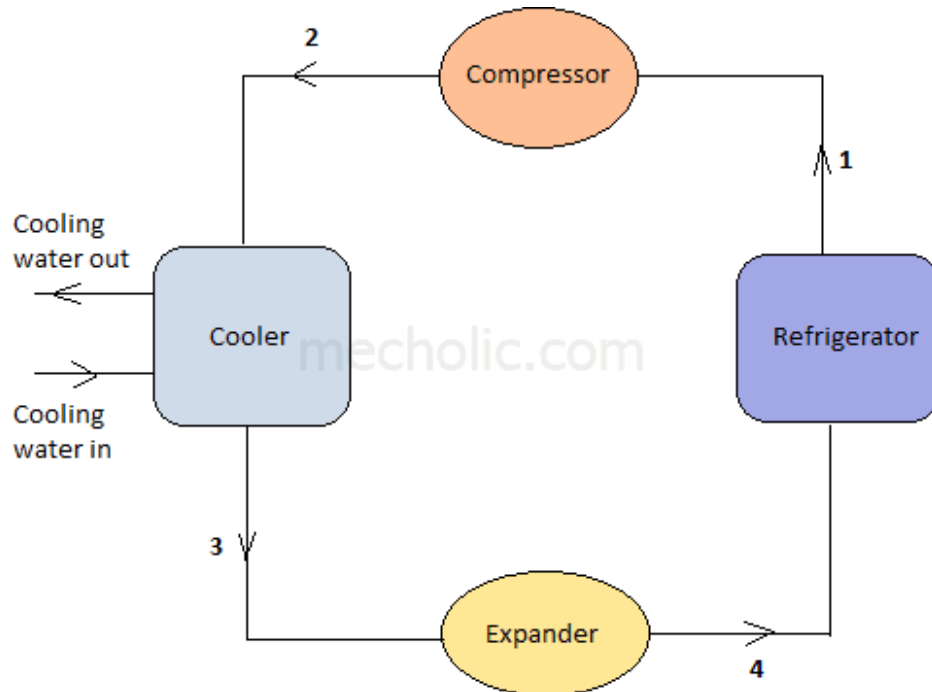 2
Compressor
1
Cooling
water out
Cooler
mecholic.com
Refrigerator
Cooling
water in
3
Expander
4